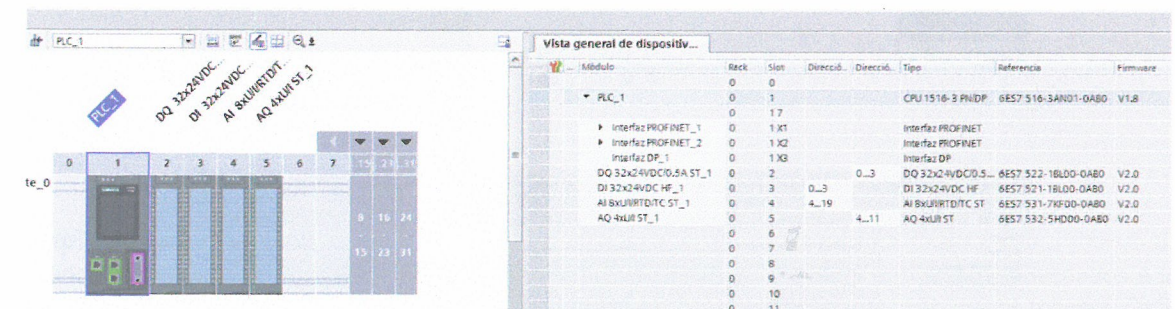 PLC_1
Vista general de dispositiv...
... Módulo Rack Slot Direcció.. Direcció.. Tipo Referencia Firmware
0 0
PLC_1 0 1 CPU 1516-3 PN/DP 6ES7 516-3AN01-0AB0 V1.8
0 1 7
Interfaz PROFINET_1 0 1 X1 Interfaz PROFINET
Interfaz PROFINET_2 0 1 X2 Interfaz PROFINET
Interfaz DP_1 0 1 X3 Interfaz DP
DQ 32x24VDC/0.5A ST_1 0 2 0...3 DQ 32x24VDC/0.5... 6ES7 522-1BL00-0AB0 V2.0
DI 32x24VDC HF_1 0 3 0...3 DI 32x24VDC HF 6ES7 521-1BL00-0AB0 V2.0
AI 8xU/I/RTD/TC ST_1 0 4 4...19 AI 8xU/I/RTD/TC ST 6ES7 531-7KF00-0AB0 V2.0
AQ 4xU/I ST_1 0 5 4...11 AQ 4xU/I ST 6ES7 532-5HD00-0AB0 V2.0
0 6
0 7
0 8
0 9
0 10
0 11
PLC_1
DQ 32x24VDC...
DI 32x24VDC...
AI 8xU/I/RTD/T...
AQ 4xU/I ST_1
0 1 2 3 4 5 6 7 15 23 31
te_0
8 16 24
15 23 31